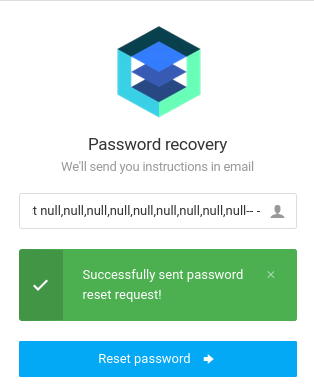 Password recovery
We'll send you instructions in email
t null,null,null,null,null,null,null,null,null-- -
Successfully sent password
reset request!
Reset password